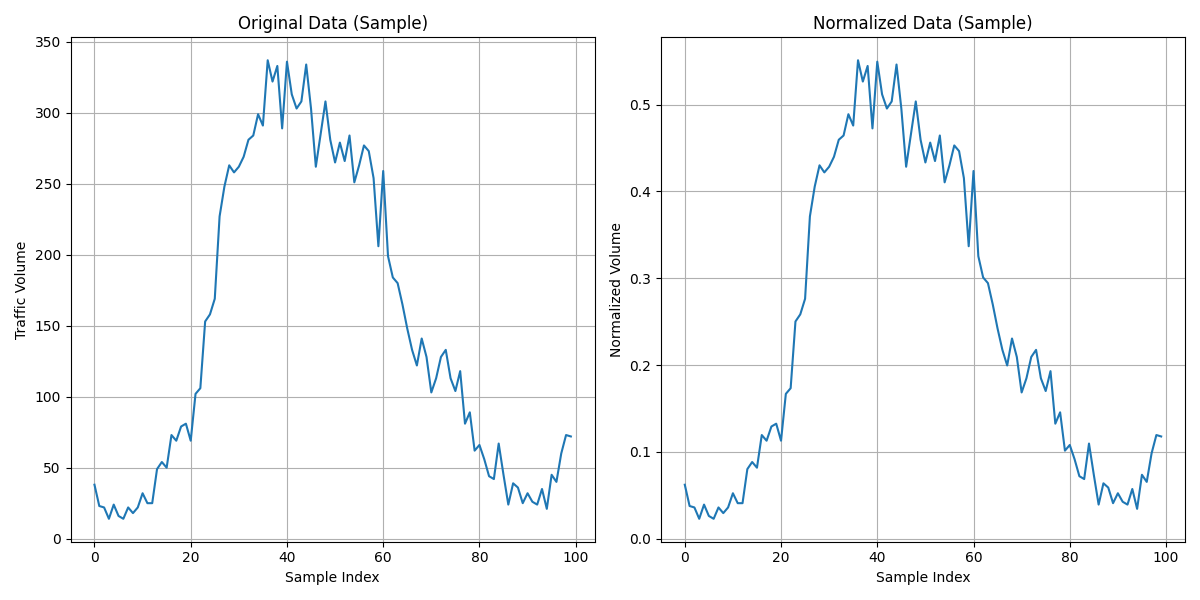 Original Data (Sample)
350
300
250
200
150
100
50
0
Traffic Volume
0 20 40 60 80 100
Sample Index
Normalized Data (Sample)
0.5
0.4
0.3
0.2
0.1
0.0
Normalized Volume
0 20 40 60 80 100
Sample Index